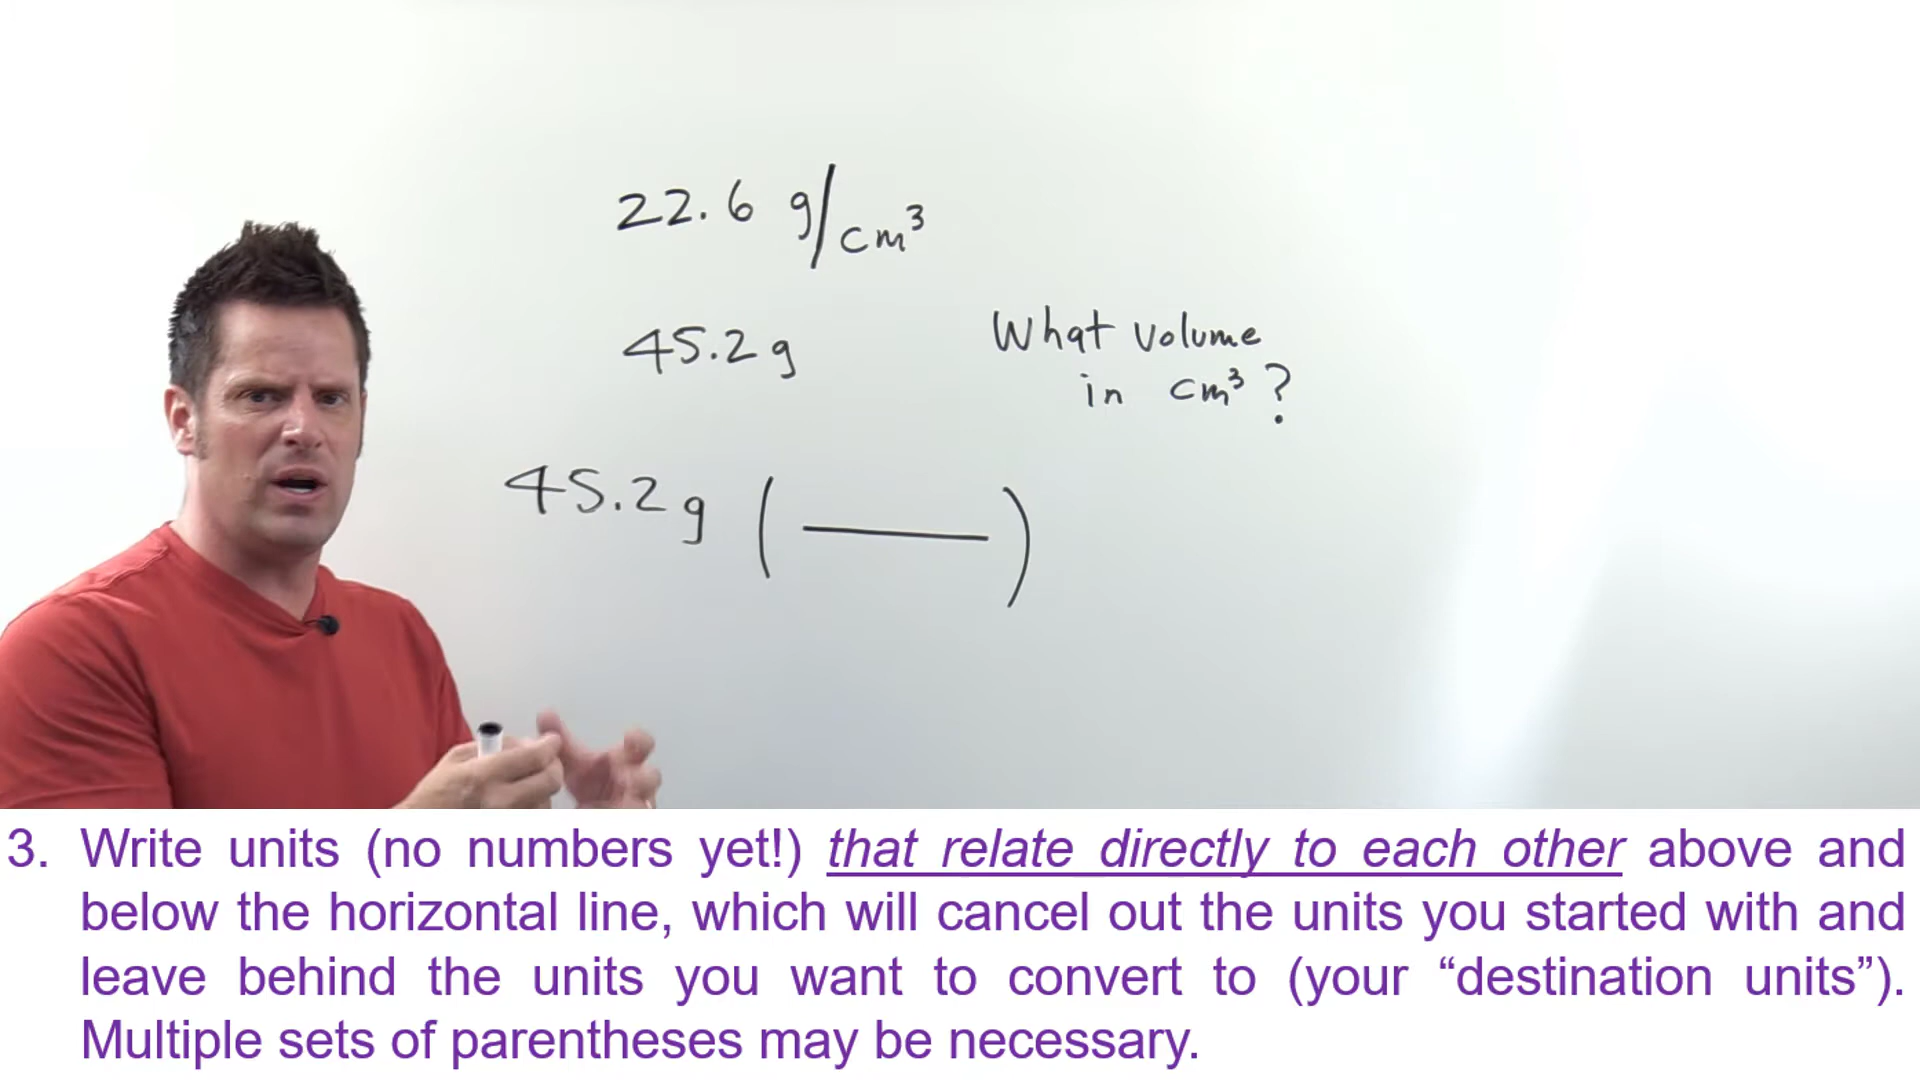 22.6 g/cm³
45.2 g
What volume
in cm³?
45.2 g (———)
3. Write units (no numbers yet!) that relate directly to each other above and
below the horizontal line, which will cancel out the units you started with and
leave behind the units you want to convert to (your “destination units”).
Multiple sets of parentheses may be necessary.